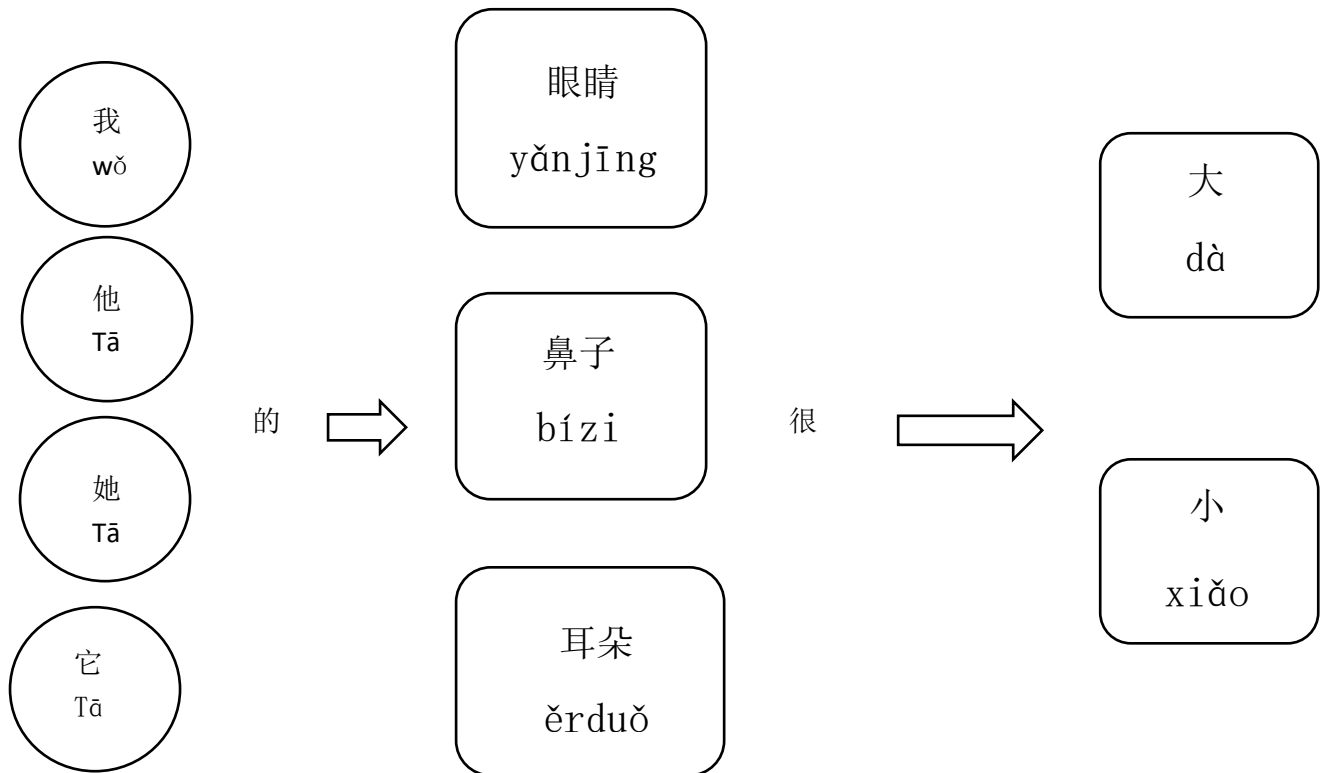 我
wǒ
他
Tā
她
Tā
它
Tā
的
眼睛
yǎnjīng
鼻子
bízi
耳朵
ěrduǒ
很
大
dà
小
xiǎo